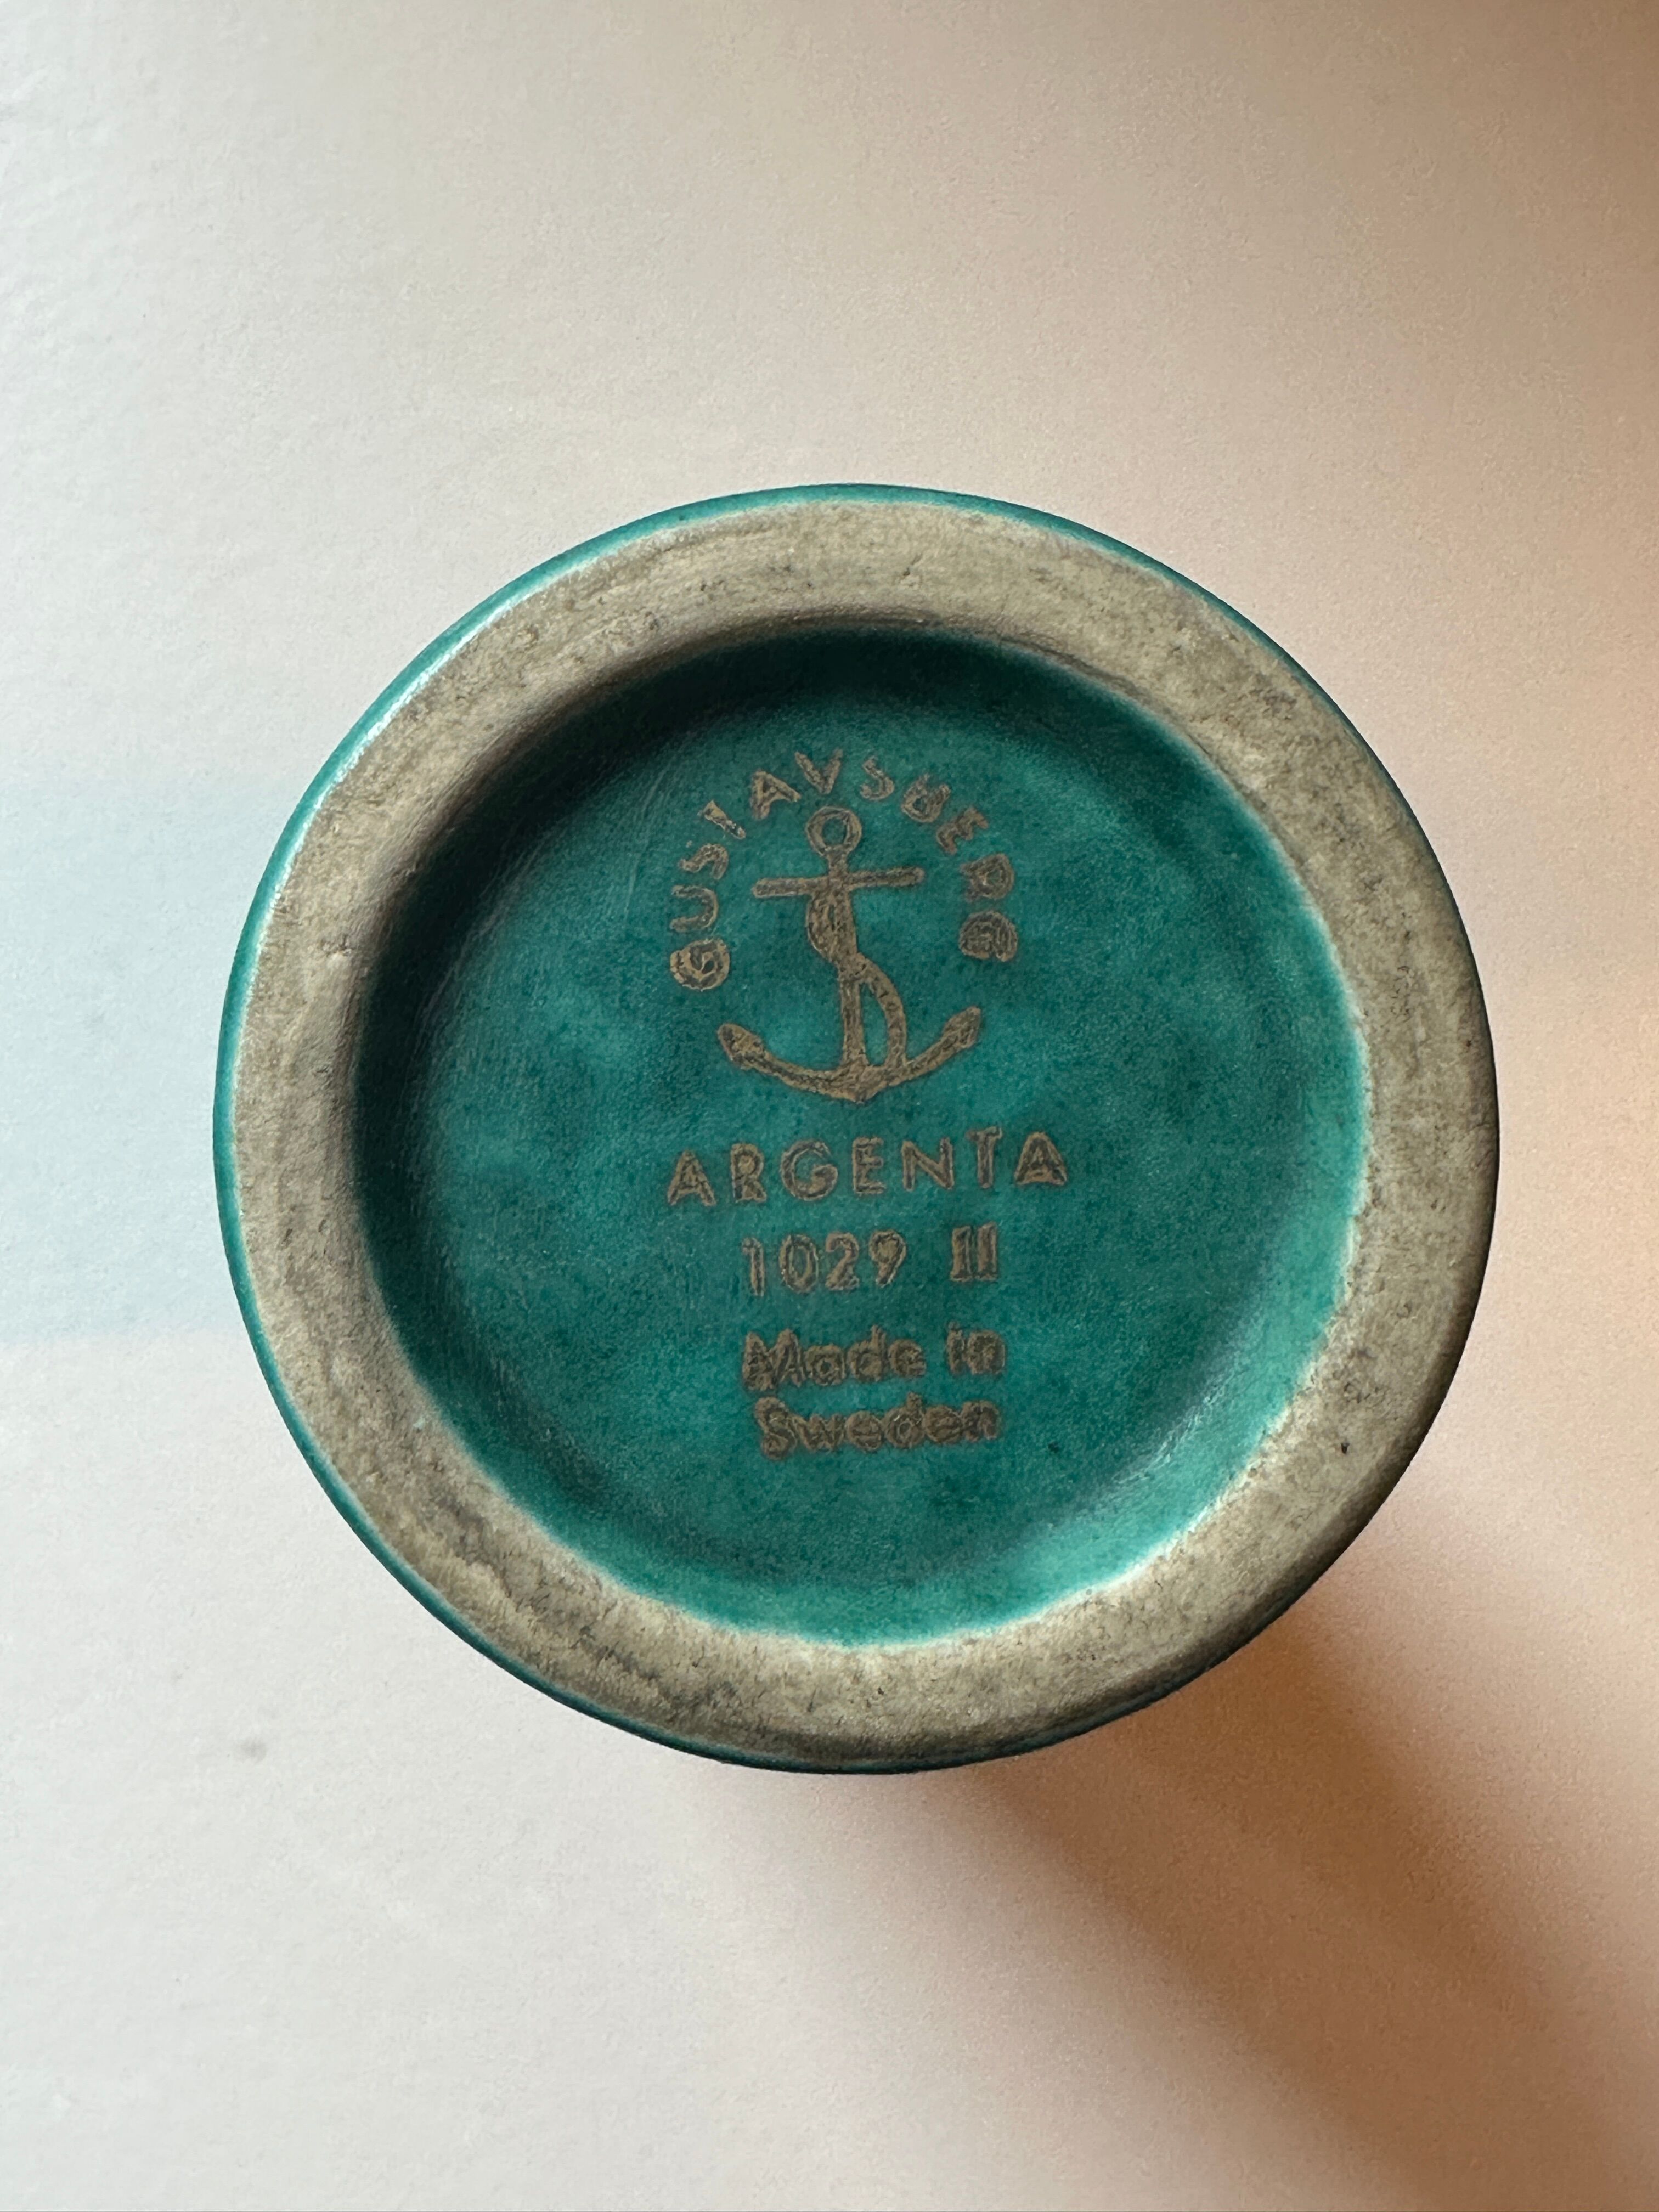 GUSTAVSBERG
ARGENTA
1029 II
Made in
Sweden